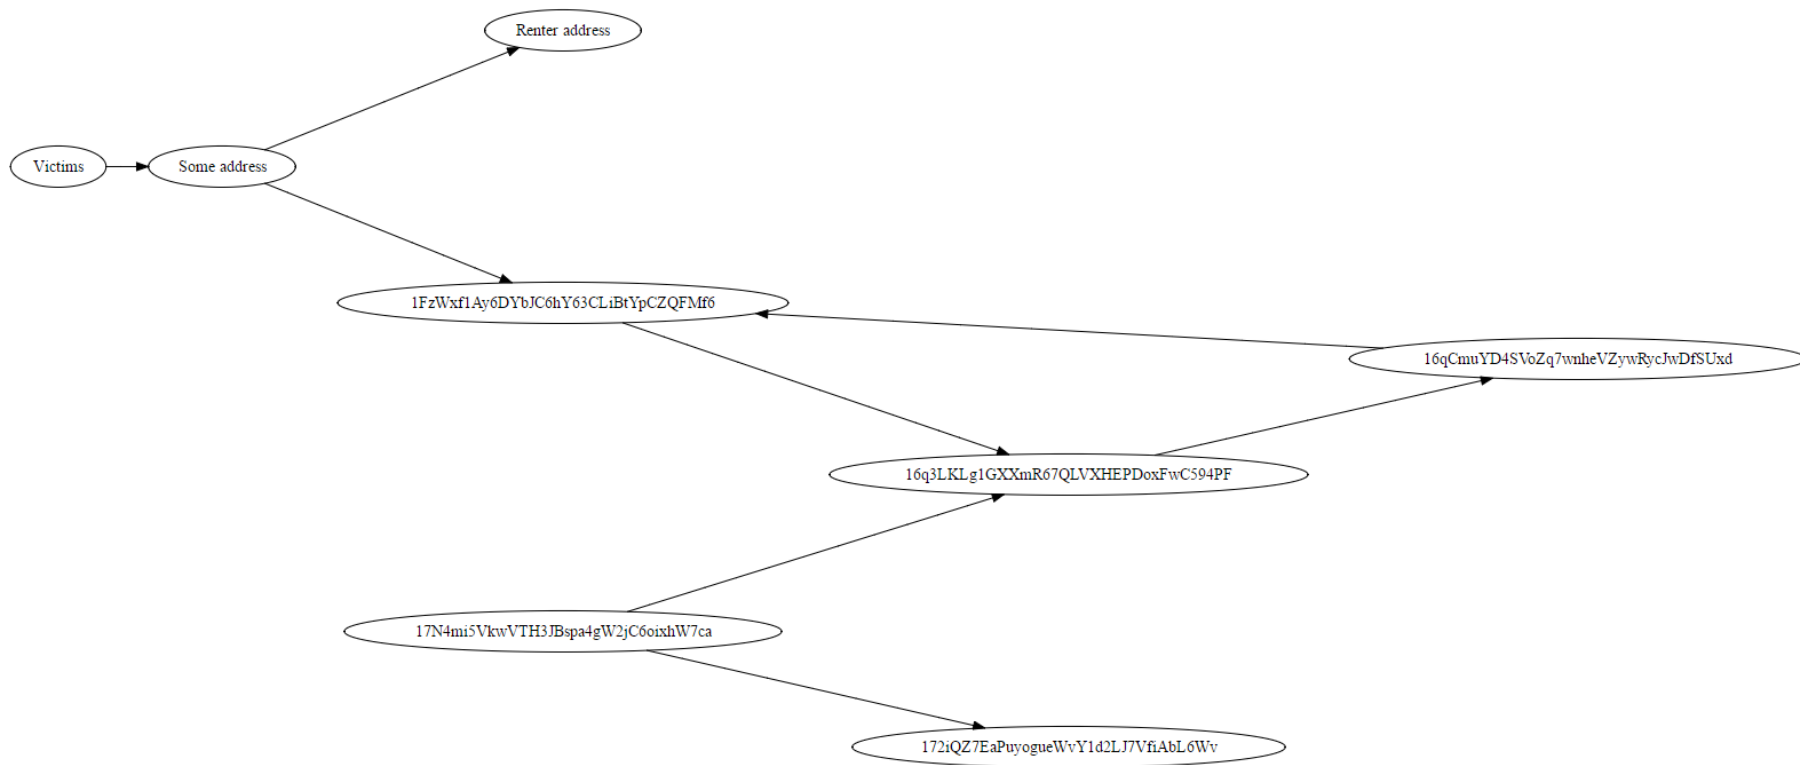 Renter address
Victims
Some address
1FzWxf1Ay6DYbJC6hY63CLiBtYpCZQFMf6
16qCmuYD4SVoZq7wnheVZywRycJwDfSUxd
16q3LKLg1GXXmR67QLVXHEPDoxFwC594PF
17N4mi5VkwVTH3JBspa4gW2jC6oixhW7ca
172iQZ7EaPuyogueWvY1d2LJ7VfiAbL6Wv